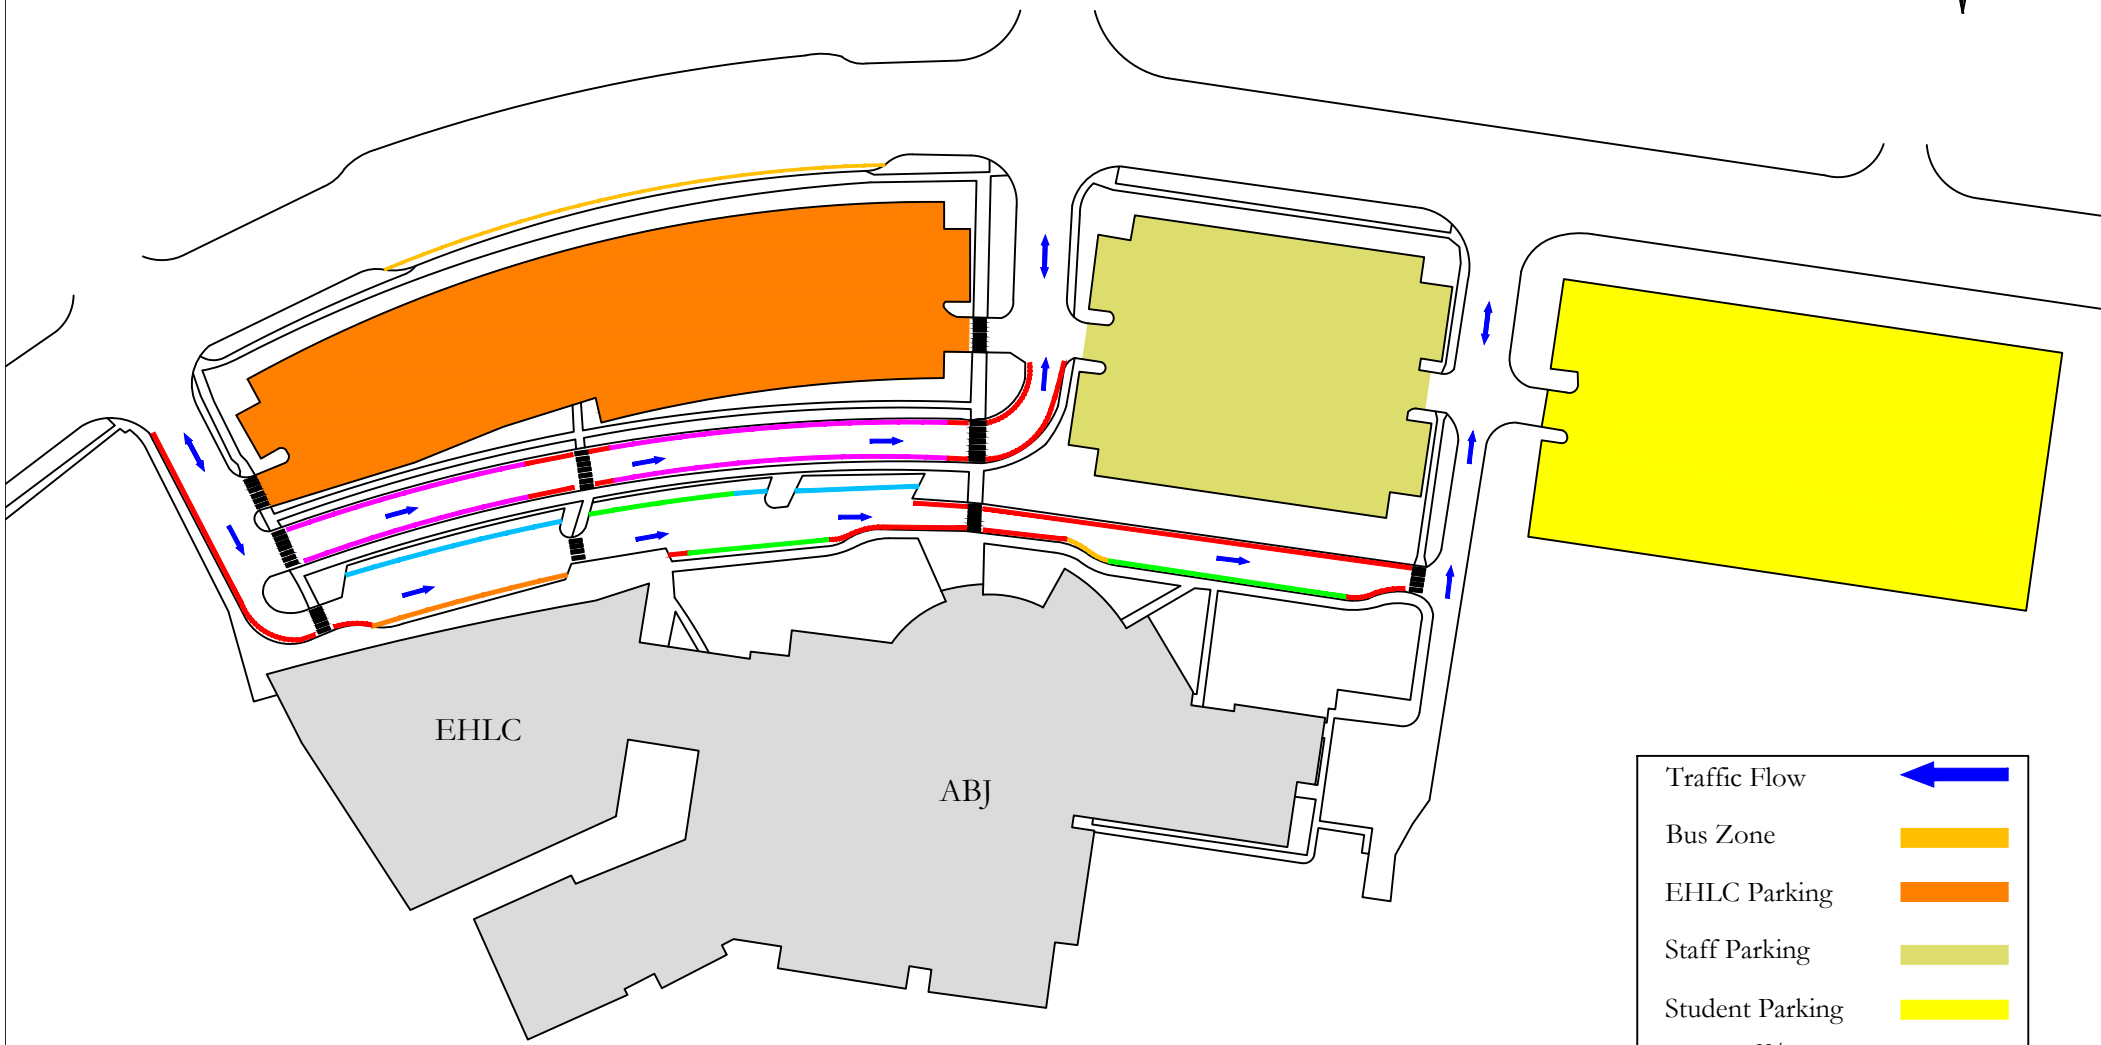 EHLC
ABJ
Traffic Flow
Bus Zone
EHLC Parking
Staff Parking
Student Parking